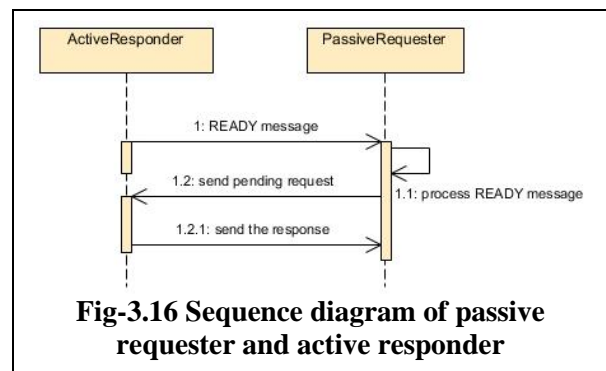 ActiveResponder
PassiveRequester
1: READY message
1.2: send pending request
1.1: process READY message
1.2.1: send the response
Fig-3.16 Sequence diagram of passive
requester and active responder